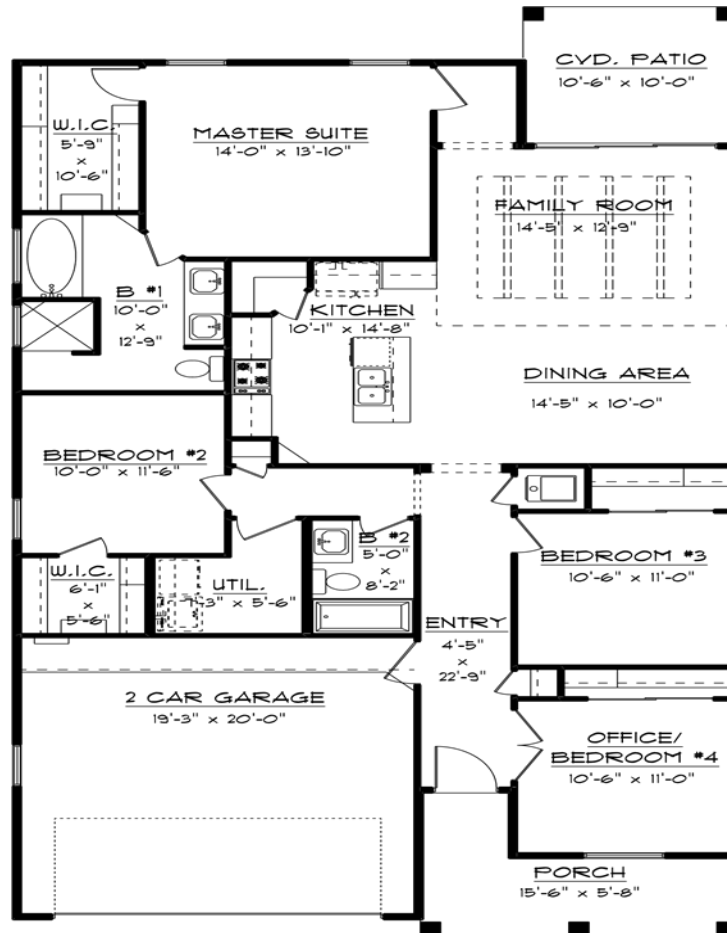 CVD. PATIO
10'-6" x 10'-0"
W.I.C.
5'-9"
x
10'-6"
MASTER SUITE
14'-0" x 13'-10"
FAMILY ROOM
14'-5" x 12'-9"
B #1
10'-0"
x
12'-9"
KITCHEN
10'-1" x 14'-8"
DINING AREA
14'-5" x 10'-0"
BEDROOM #2
10'-0" x 11'-6"
B #2
5'-0"
x
8'-2"
BEDROOM #3
10'-6" x 11'-0"
W.I.C.
6'-1"
x
5'-6"
UTIL.
x 5'-6"
ENTRY
4'-5"
x
22'-9"
2 CAR GARAGE
19'-3" x 20'-0"
OFFICE/
BEDROOM #4
10'-6" x 11'-0"
PORCH
15'-6" x 5'-8"